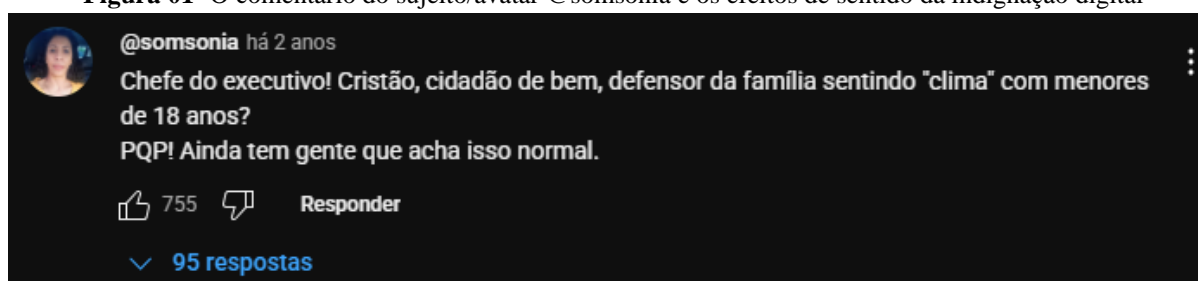 Figura 01- O comentário do sujeito/avatar @somsonia e os efeitos de sentido da indignação digital
@somsonia há 2 anos
Chefe do executivo! Cristão, cidadão de bem, defensor da família sentindo "clima" com menores
de 18 anos?
PQP! Ainda tem gente que acha isso normal.
755 Responder
95 respostas